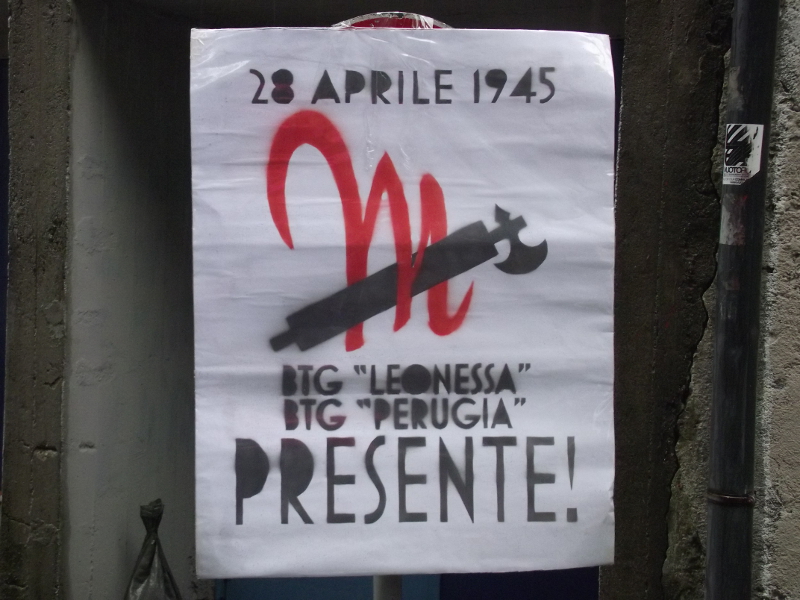 28 APRILE 1945
M
BTG "LEONESSA"
BTG "PERUGIA"
PRESENTE!